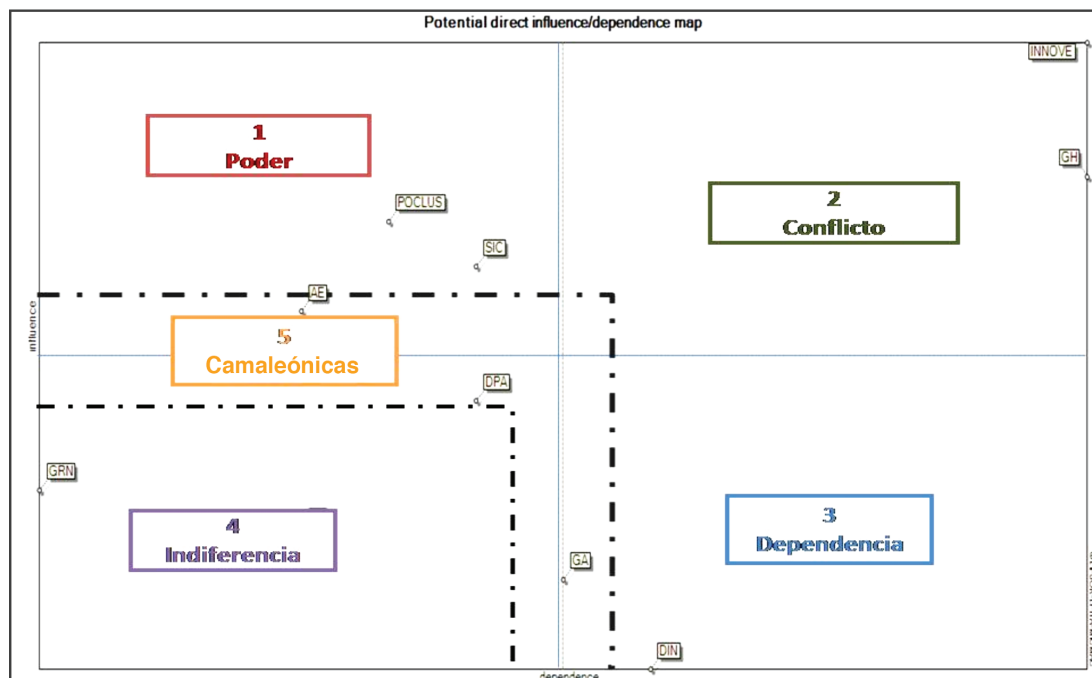 Potential direct influence/dependence map
INNOVE
1
Poder
GH
2
Conflicto
POCLUS
SIC
AE
influence
5
Camaleónicas
DPA
GRN
4
Indiferencia
3
Dependencia
GA
DIN
dependence